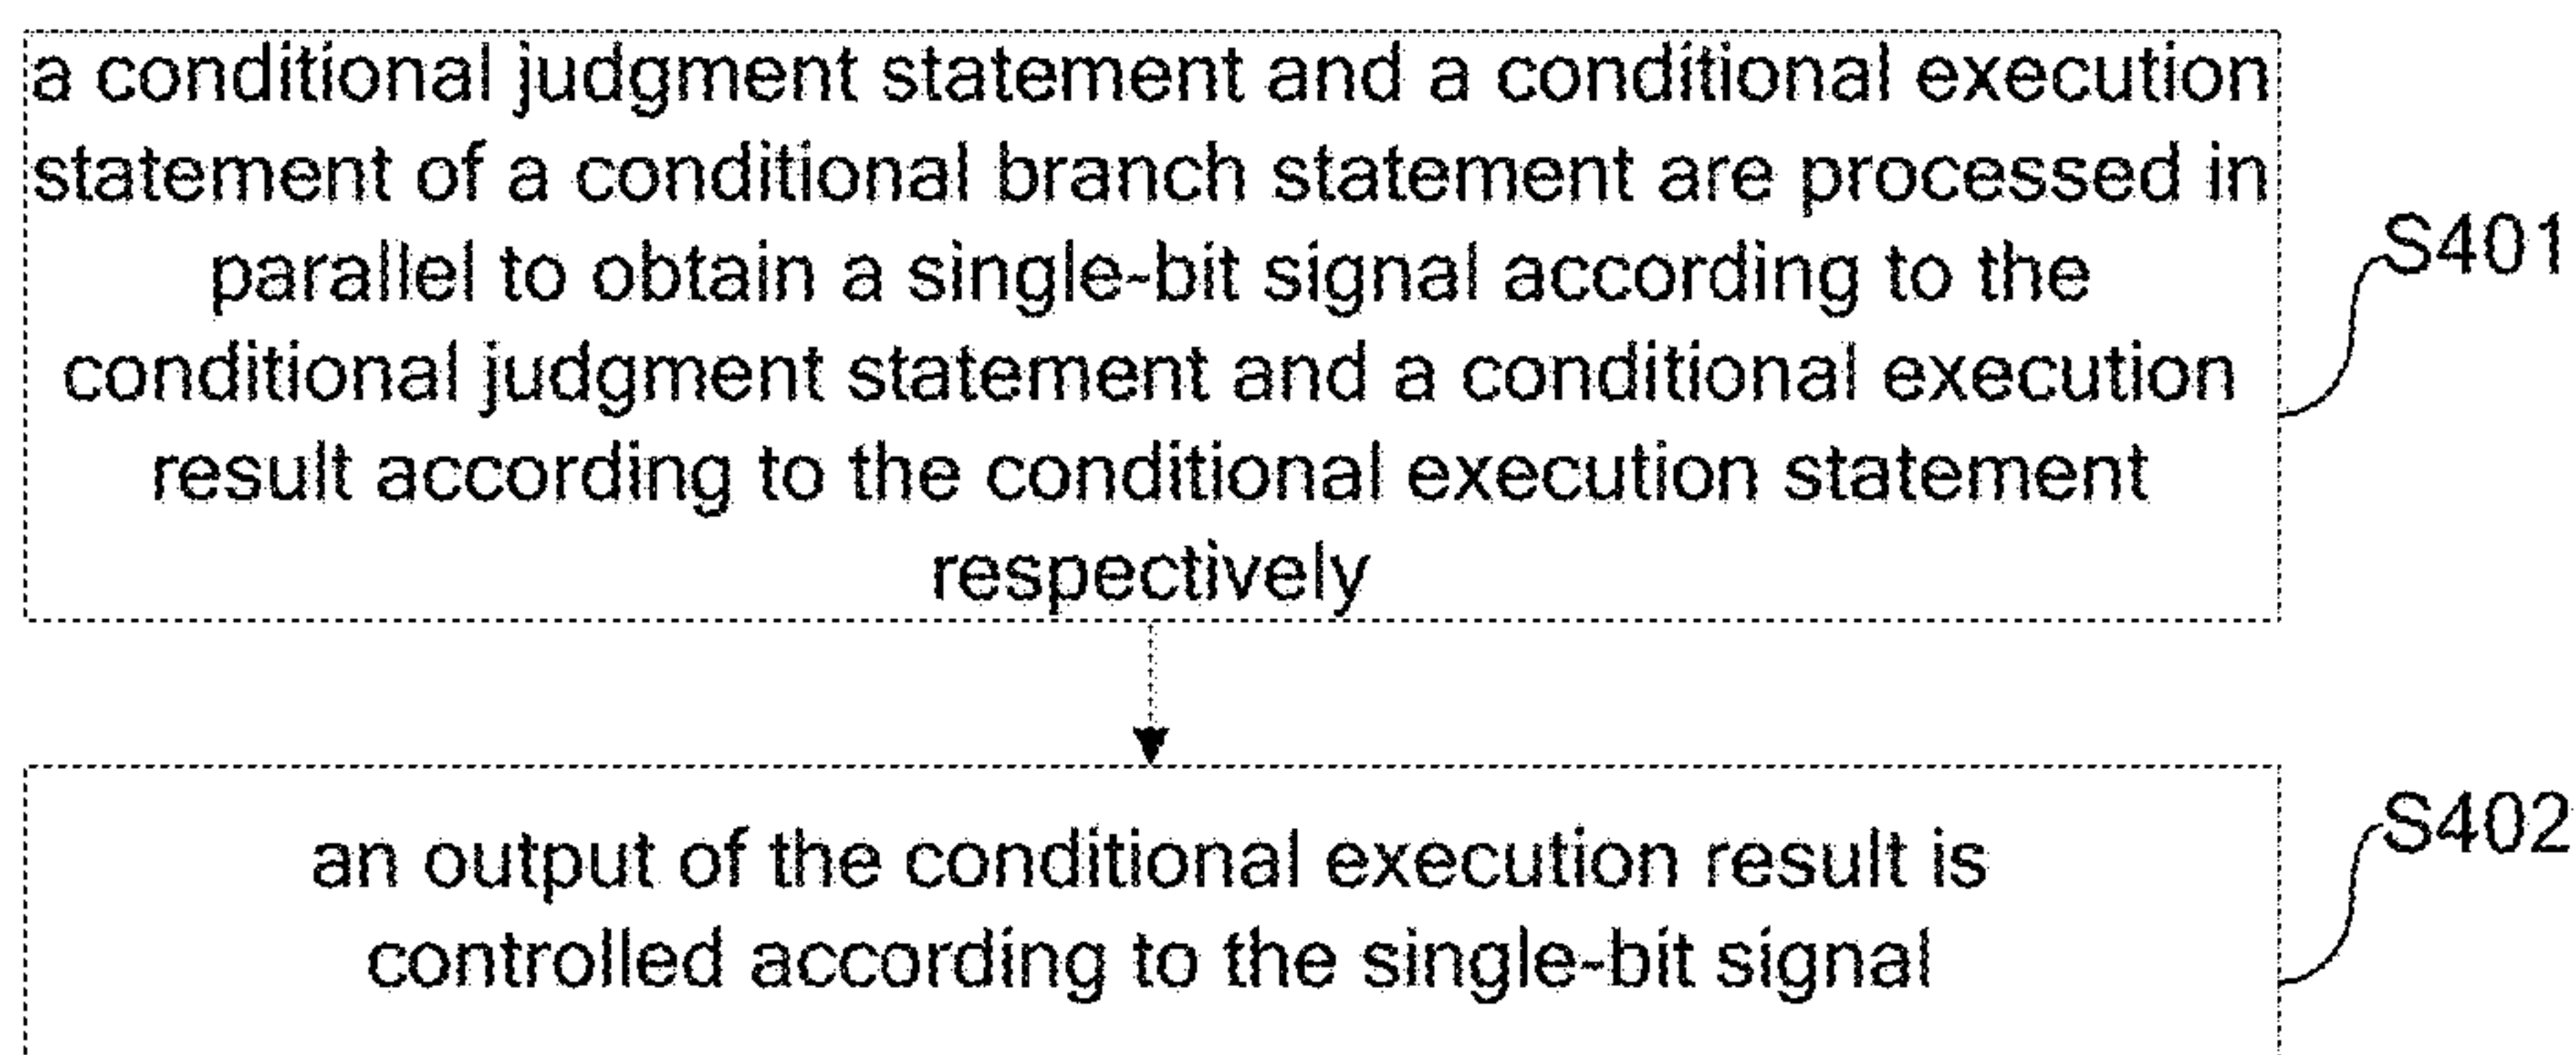 a conditional judgment statement and a conditional execution
statement of a conditional branch statement are processed in
parallel to obtain a single-bit signal according to the
conditional judgment statement and a conditional execution
result according to the conditional execution statement
respectively
S401
an output of the conditional execution result is
controlled according to the single-bit signal
S402